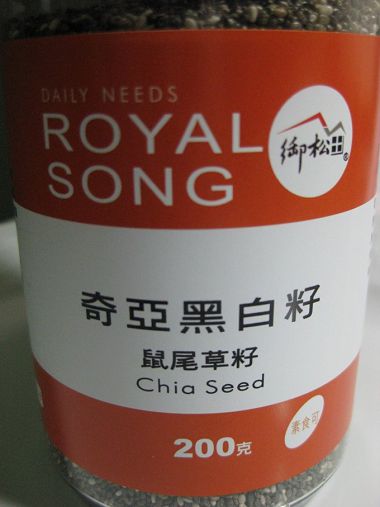 DAILY NEEDS
ROYAL
SONG
御松田
®
奇亞黑白籽
鼠尾草籽
Chia Seed
素食可
200克